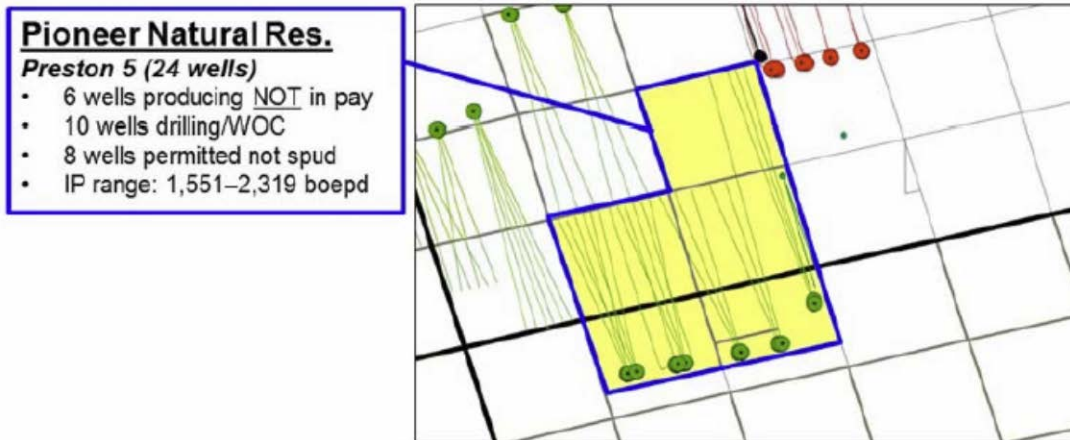 Pioneer Natural Res.
Preston 5 (24 wells)
• 6 wells producing NOT in pay
• 10 wells drilling/WOC
• 8 wells permitted not spud
• IP range: 1,551–2,319 boepd